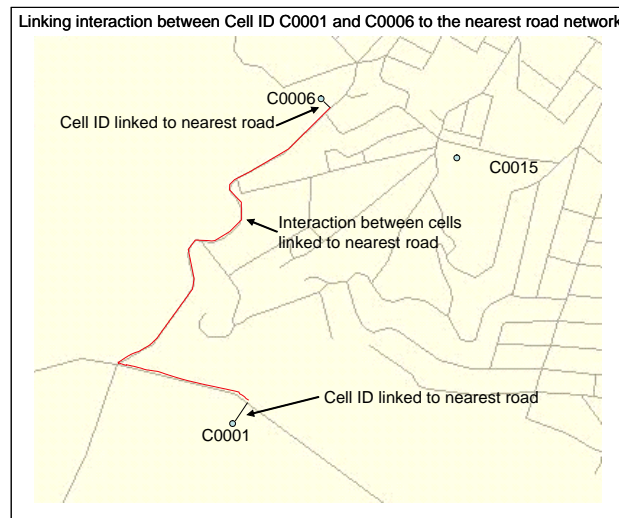 Linking interaction between Cell ID C0001 and C0006 to the nearest road network
C0006
Cell ID linked to nearest road
C0015
Interaction between cells
linked to nearest road
Cell ID linked to nearest road
C0001